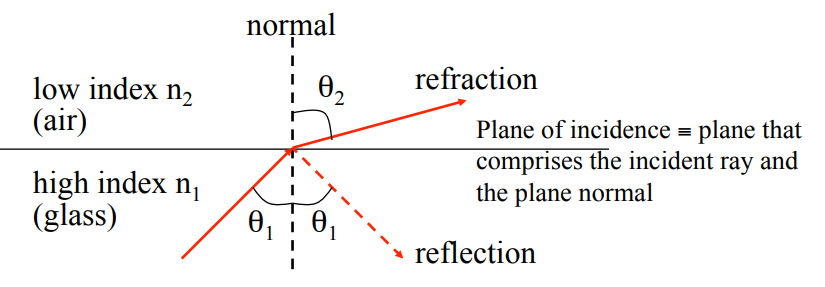 normal
low index n₂
(air)
θ₂
refraction
Plane of incidence ≡ plane that
comprises the incident ray and
the plane normal
high index n₁
(glass)
θ₁
θ₁
reflection